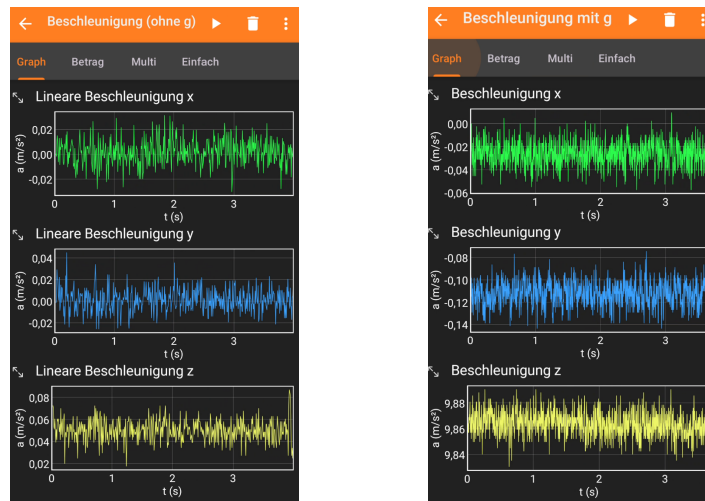 Beschleunigung (ohne g)
Graph Betrag Multi Einfach
Lineare Beschleunigung x
a (m/s²)
0,02
0,00
-0,02
0 1 2 3
t (s)
Lineare Beschleunigung y
a (m/s²)
0,04
0,02
0,00
-0,02
0 1 2 3
t (s)
Lineare Beschleunigung z
a (m/s²)
0,08
0,06
0,04
0,02
0 1 2 3
t (s)
Beschleunigung mit g
Graph Betrag Multi Einfach
Beschleunigung x
a (m/s²)
0,00
-0,02
-0,04
-0,06
0 1 2 3
t (s)
Beschleunigung y
a (m/s²)
-0,08
-0,10
-0,12
-0,14
0 1 2 3
t (s)
Beschleunigung z
a (m/s²)
9,88
9,86
9,84
0 1 2 3
t (s)